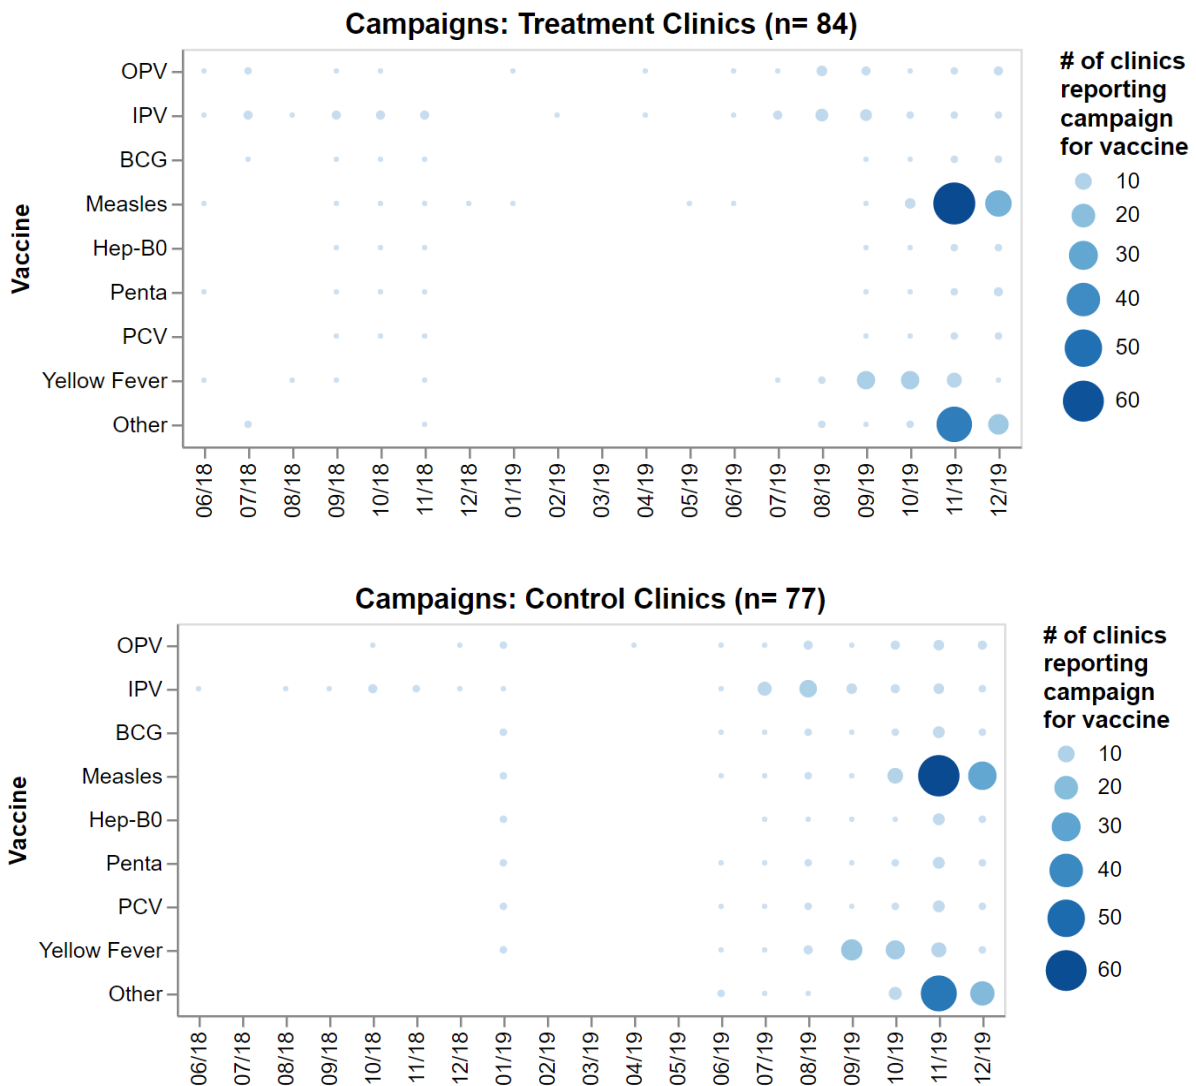 Campaigns: Treatment Clinics (n= 84)
# of clinics
reporting
campaign
for vaccine
10
20
30
40
50
60
Vaccine
OPV
IPV
BCG
Measles
Hep-B0
Penta
PCV
Yellow Fever
Other
06/18 07/18 08/18 09/18 10/18 11/18 12/18 01/19 02/19 03/19 04/19 05/19 06/19 07/19 08/19 09/19 10/19 11/19 12/19
Campaigns: Control Clinics (n= 77)
# of clinics
reporting
campaign
for vaccine
10
20
30
40
50
60
Vaccine
OPV
IPV
BCG
Measles
Hep-B0
Penta
PCV
Yellow Fever
Other
06/18 07/18 08/18 09/18 10/18 11/18 12/18 01/19 02/19 03/19 04/19 05/19 06/19 07/19 08/19 09/19 10/19 11/19 12/19